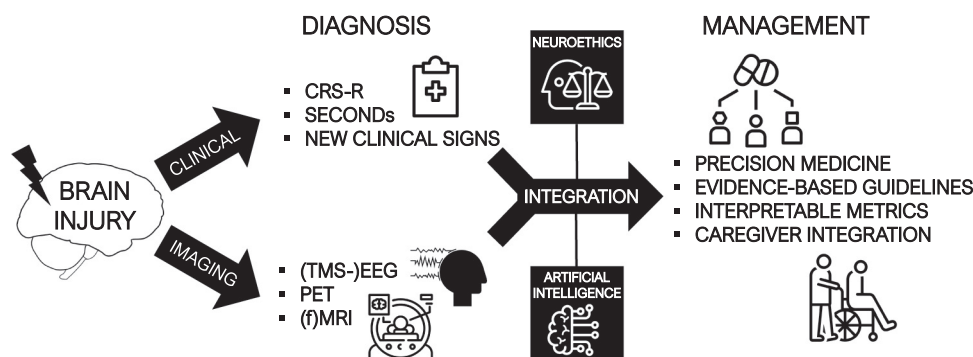 BRAIN
INJURY
CLINICAL
IMAGING
DIAGNOSIS
▪ CRS-R
▪ SECONDs
▪ NEW CLINICAL SIGNS
▪ (TMS-)EEG
▪ PET
▪ (f)MRI
NEUROETHICS
INTEGRATION
ARTIFICIAL
INTELLIGENCE
MANAGEMENT
▪ PRECISION MEDICINE
▪ EVIDENCE-BASED GUIDELINES
▪ INTERPRETABLE METRICS
▪ CAREGIVER INTEGRATION